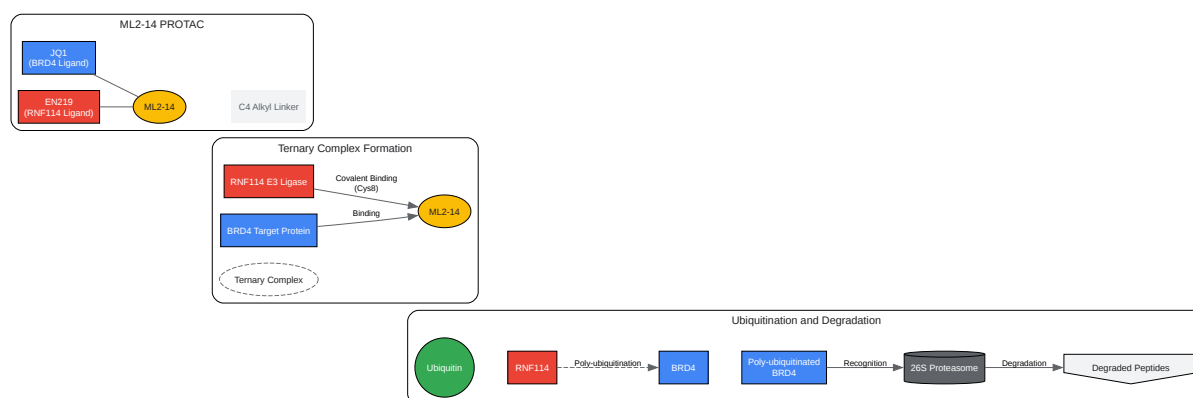 ML2-14 PROTAC
JQ1
(BRD4 Ligand)
EN219
(RNF114 Ligand)
ML2-14
C4 Alkyl Linker
Ternary Complex Formation
RNF114 E3 Ligase
Covalent Binding
(Cys8)
ML2-14
Binding
BRD4 Target Protein
Ternary Complex
Ubiquitination and Degradation
Ubiquitin
RNF114
Poly-ubiquitination
BRD4
Poly-ubiquitinated
BRD4
Recognition
26S Proteasome
Degradation
Degraded Peptides